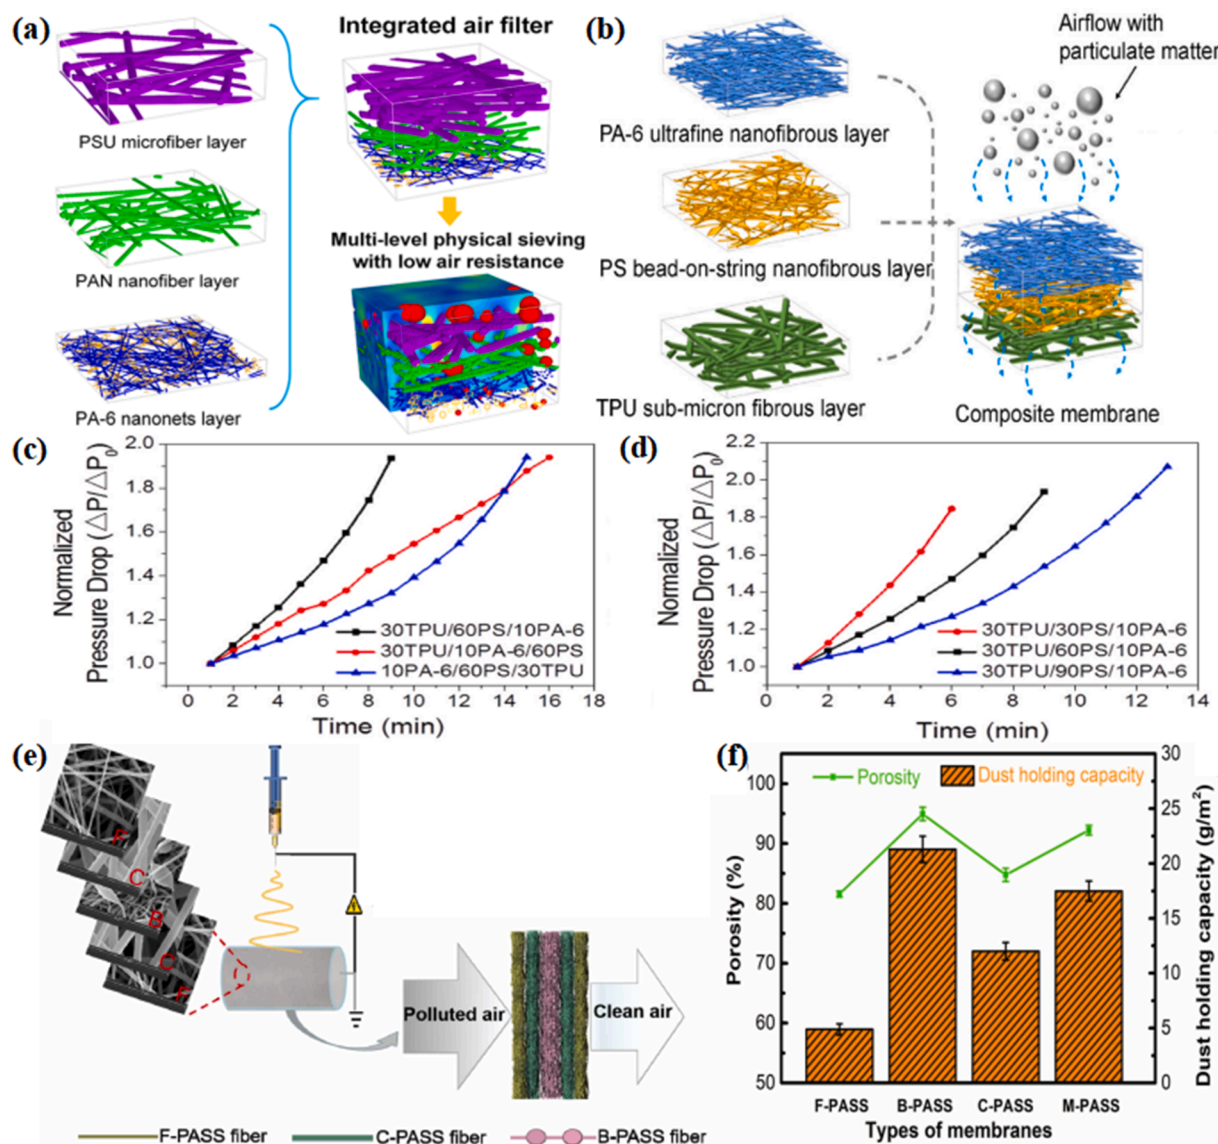 (a)
Integrated air filter
PSU microfiber layer
PAN nanofiber layer
PA-6 nanonets layer
Multi-level physical sieving
with low air resistance
(b)
Airflow with
particulate matter
PA-6 ultrafine nanofibrous layer
PS bead-on-string nanofibrous layer
TPU sub-micron fibrous layer
Composite membrane
(c)
Normalized
Pressure Drop (△P/△P₀)
2.0
1.8
1.6
1.4
1.2
1.0
30TPU/60PS/10PA-6
30TPU/10PA-6/60PS
10PA-6/60PS/30TPU
0 2 4 6 8 10 12 14 16 18
Time (min)
(d)
Normalized
Pressure Drop (△P/△P₀)
2.2
2.0
1.8
1.6
1.4
1.2
1.0
30TPU/30PS/10PA-6
30TPU/60PS/10PA-6
30TPU/90PS/10PA-6
0 2 4 6 8 10 12 14
Time (min)
(e)
F
C
B
C
F
Polluted air
Clean air
F-PASS fiber
C-PASS fiber
B-PASS fiber
(f)
Porosity
Dust holding capacity
Porosity (%)
100
90
80
70
60
50
Dust holding capacity (g/m²)
30
25
20
15
10
5
0
F-PASS B-PASS C-PASS M-PASS
Types of membranes